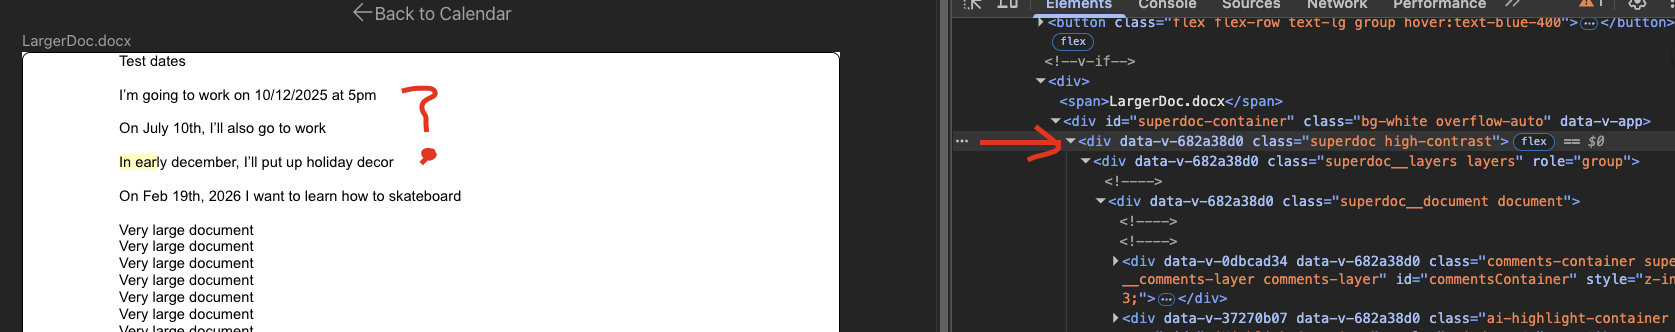 ←Back to Calendar
LargerDoc.docx
Test dates
I'm going to work on 10/12/2025 at 5pm
?
On July 10th, I'll also go to work
In early december, I'll put up holiday decor
On Feb 19th, 2026 I want to learn how to skateboard
Very large document
Very large document
Very large document
Very large document
Very large document
Very large document
Very large document
Elements Console Sources Network Performance >> 1
<button class="flex flex-row text-lg group hover:text-blue-400">…</button>
flex
<!--v-if-->
<div>
<span>LargerDoc.docx</span>
<div id="superdoc-container" class="bg-white overflow-auto" data-v-app>
… <div data-v-682a38d0 class="superdoc high-contrast"> flex == $0
<div data-v-682a38d0 class="superdoc__layers layers" role="group">
<!---->
<div data-v-682a38d0 class="superdoc__document document">
<!---->
<!---->
<div data-v-0dbcad34 data-v-682a38d0 class="comments-container supe
__comments-layer comments-layer" id="commentsContainer" style="z-in
3;">…</div>
<div data-v-37270b07 data-v-682a38d0 class="ai-highlight-container